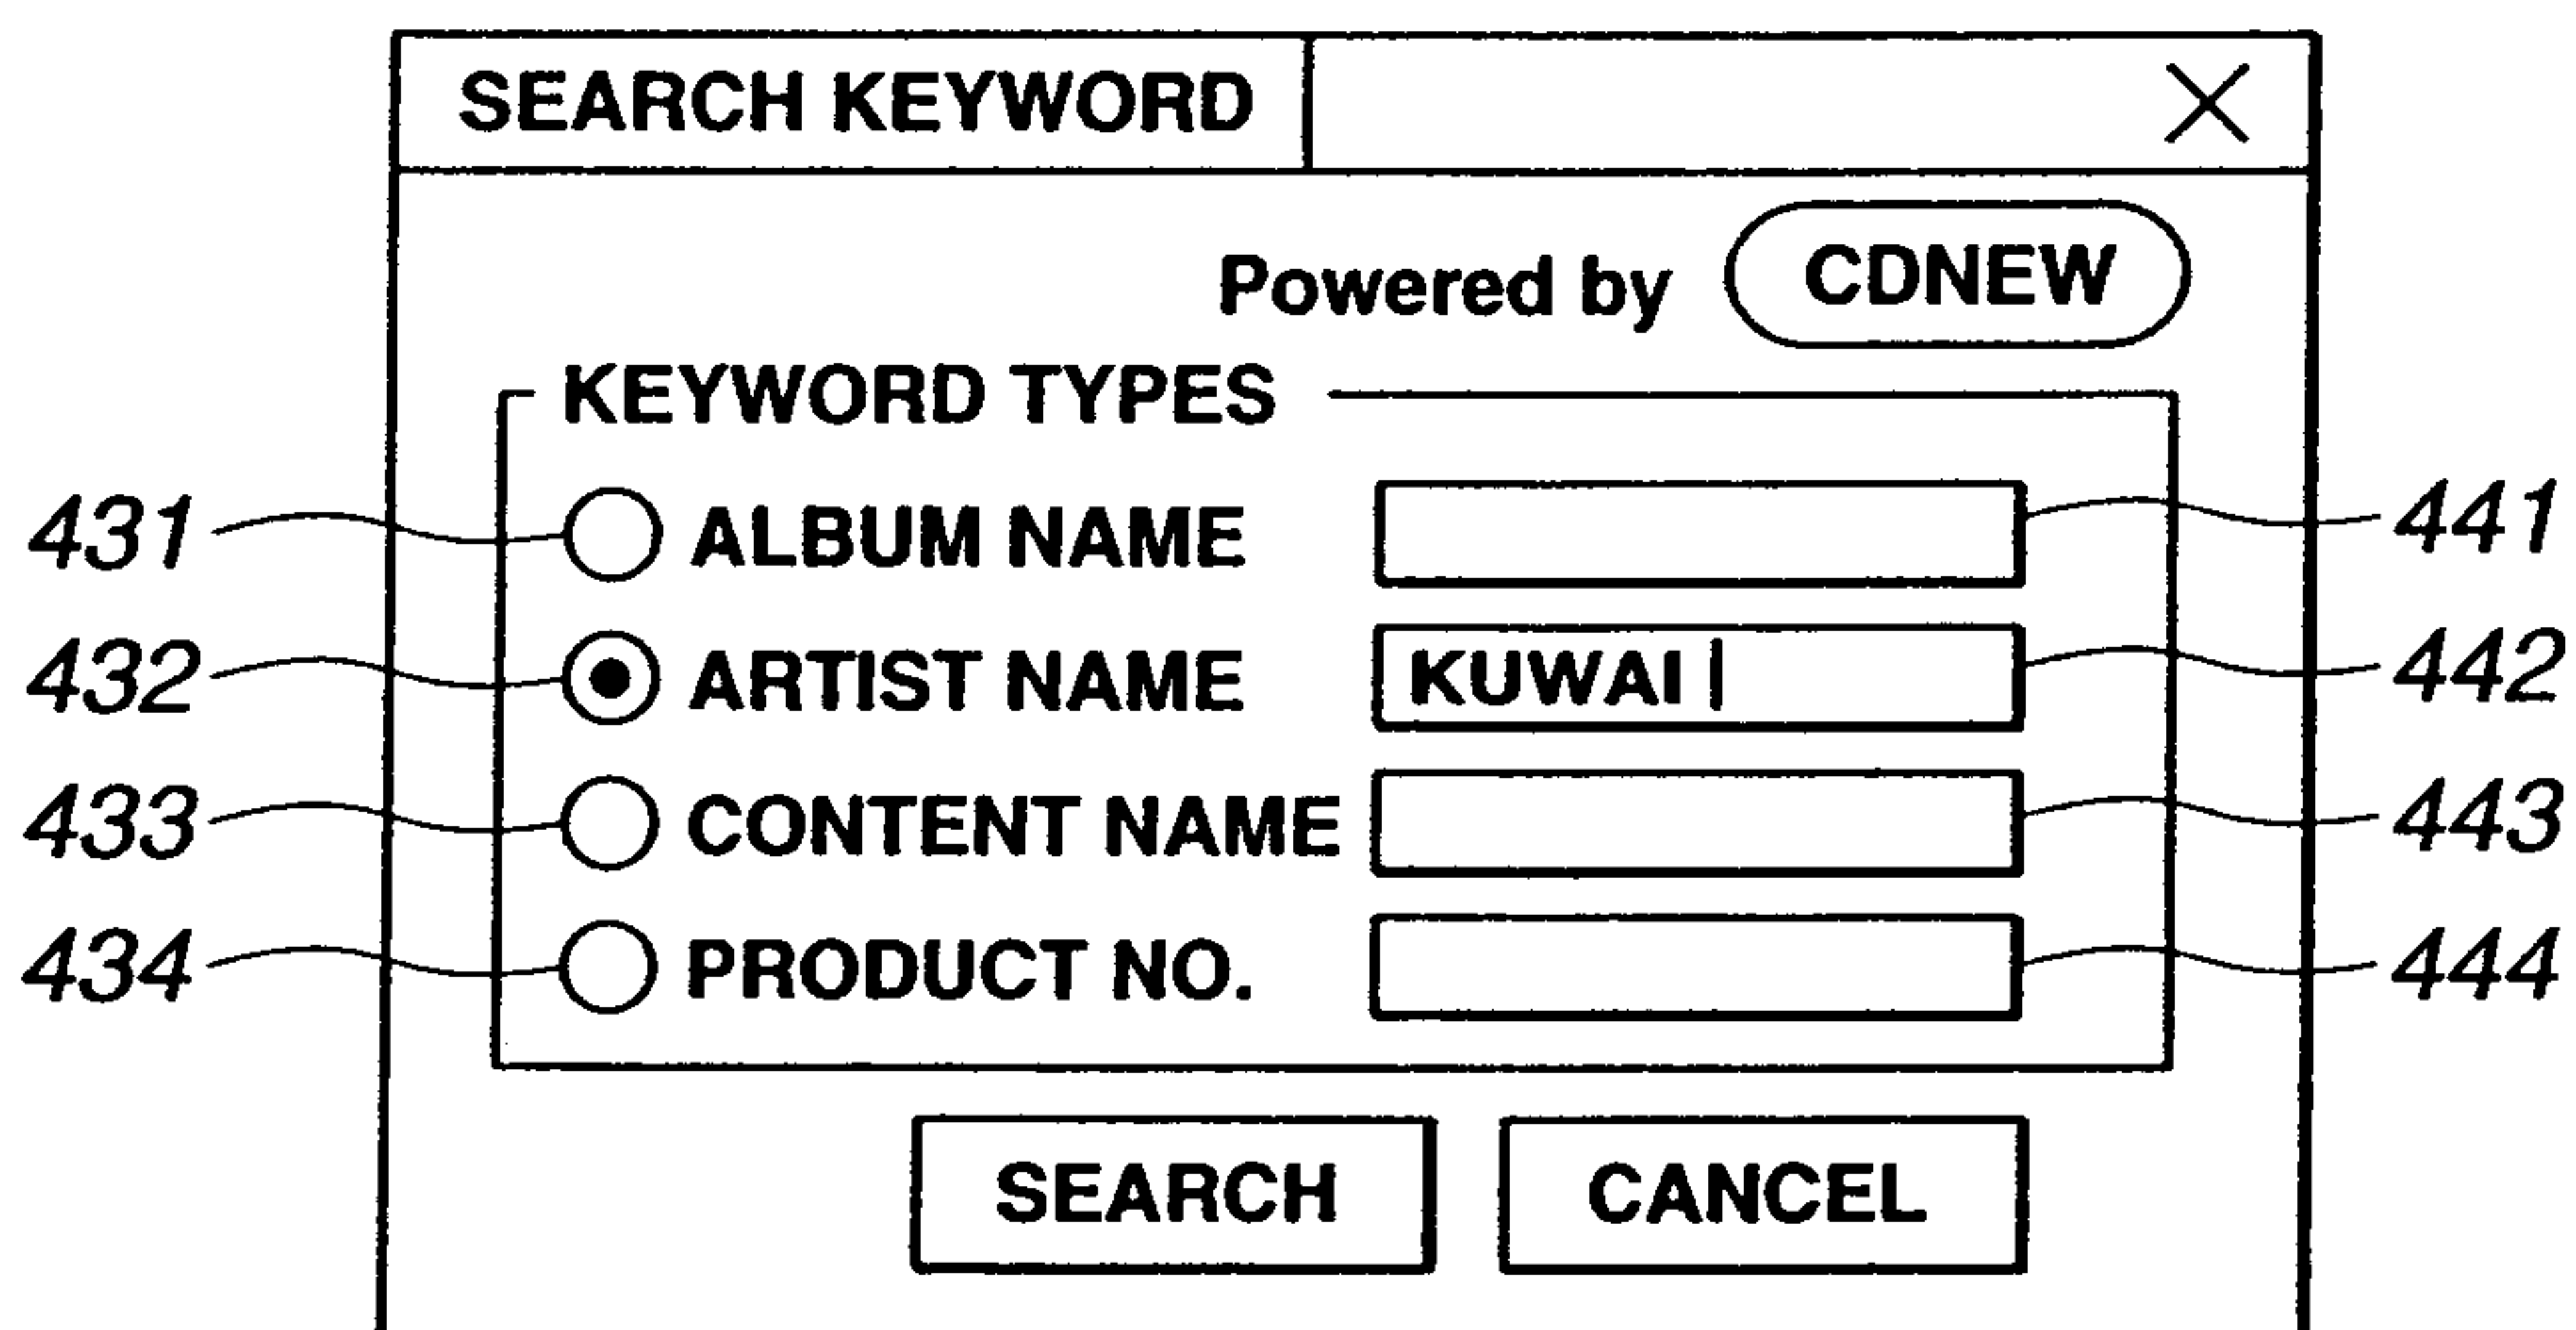 SEARCH KEYWORD
Powered by CDNEW
KEYWORD TYPES
431 ALBUM NAME 441
432 ARTIST NAME KUWAI 442
433 CONTENT NAME 443
434 PRODUCT NO. 444
SEARCH CANCEL